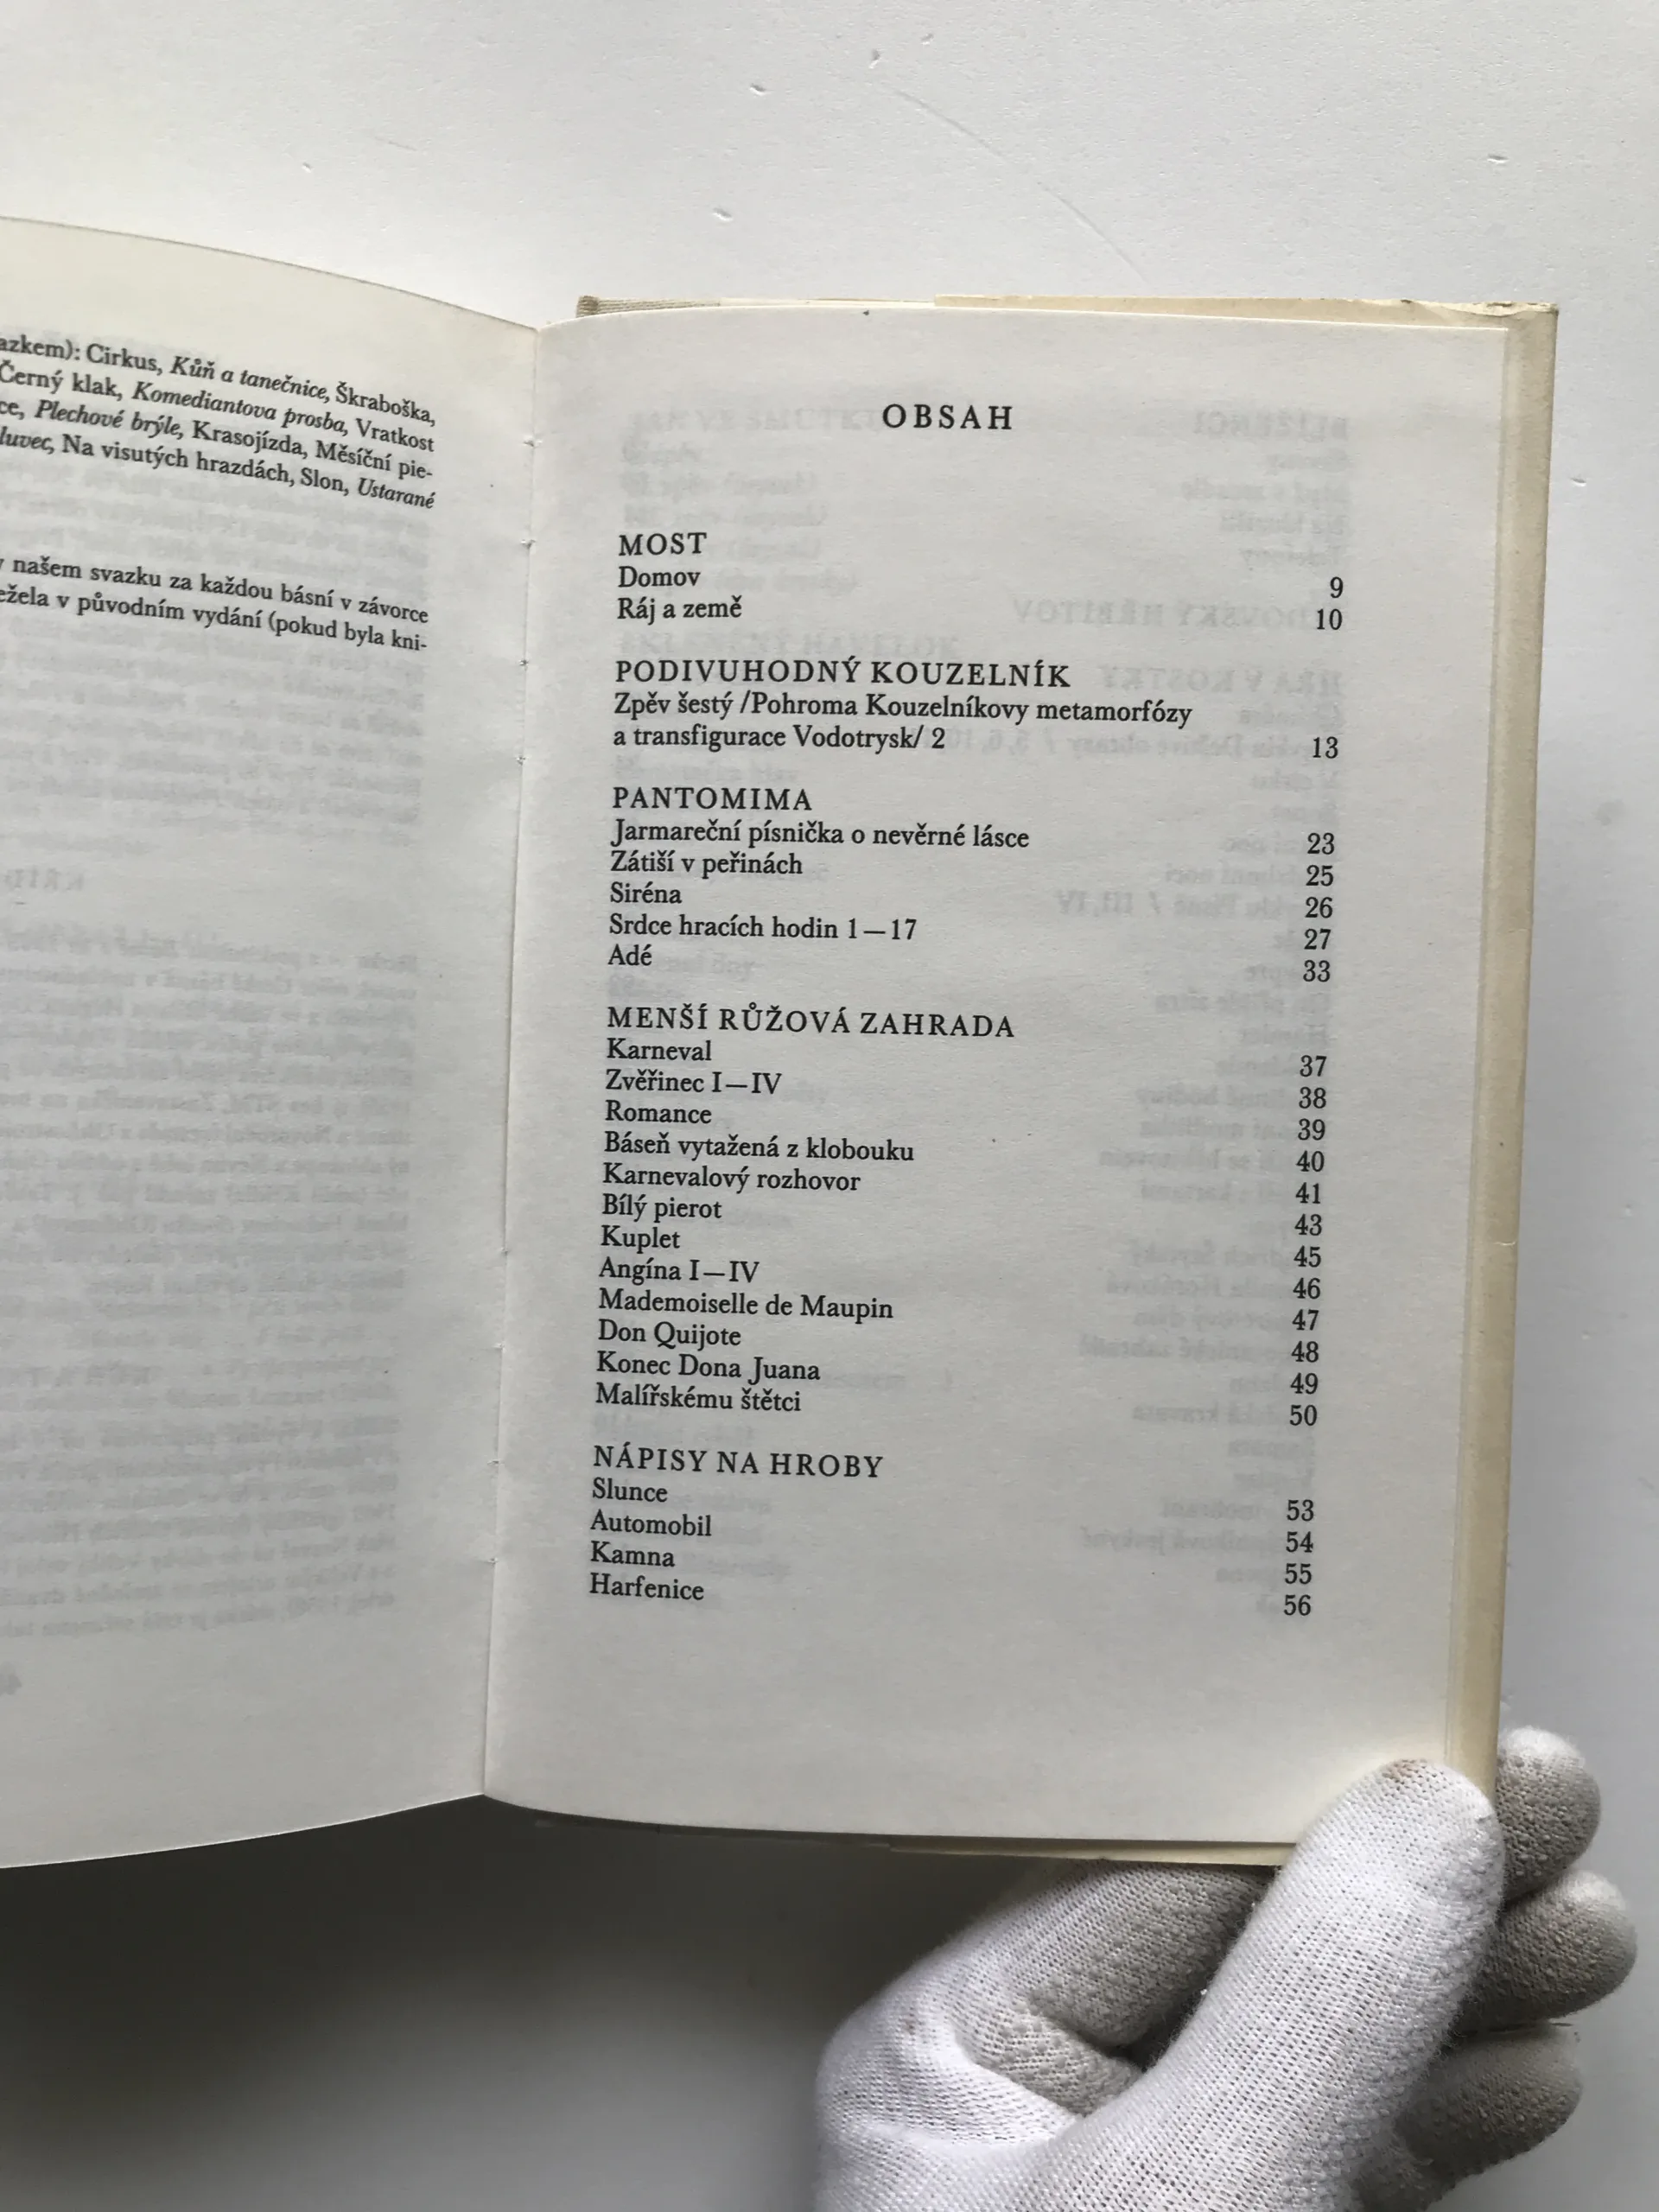 azkem): Cirkus, Kůň a tanečnice, Škraboška,
Černý klak, Komediantova prosba, Vratkost
ce, Plechové brýle, Krasojízda, Měsíční pie-
luvec, Na visutých hrazdách, Slon, Ustarané
našem svazku za každou básní v závorce
ežela v původním vydání (pokud byla kni-
OBSAH
MOST
Domov 9
Ráj a země 10
PODIVUHODNÝ KOUZELNÍK
Zpěv šestý /Pohroma Kouzelníkovy metamorfózy
a transfigurace Vodotrysk/ 2 13
PANTOMIMA
Jarmareční písnička o nevěrné lásce 23
Zátiší v peřinách 25
Siréna 26
Srdce hracích hodin 1—17 27
Adé 33
MENŠÍ RŮŽOVÁ ZAHRADA
Karneval 37
Zvěřinec I—IV 38
Romance 39
Báseň vytažená z klobouku 40
Karnevalový rozhovor 41
Bílý pierot 43
Kuplet 45
Angína I—IV 46
Mademoiselle de Maupin 47
Don Quijote 48
Konec Dona Juana 49
Malířskému štětci 50
NÁPISY NA HROBY
Slunce 53
Automobil 54
Kamna 55
Harfenice 56